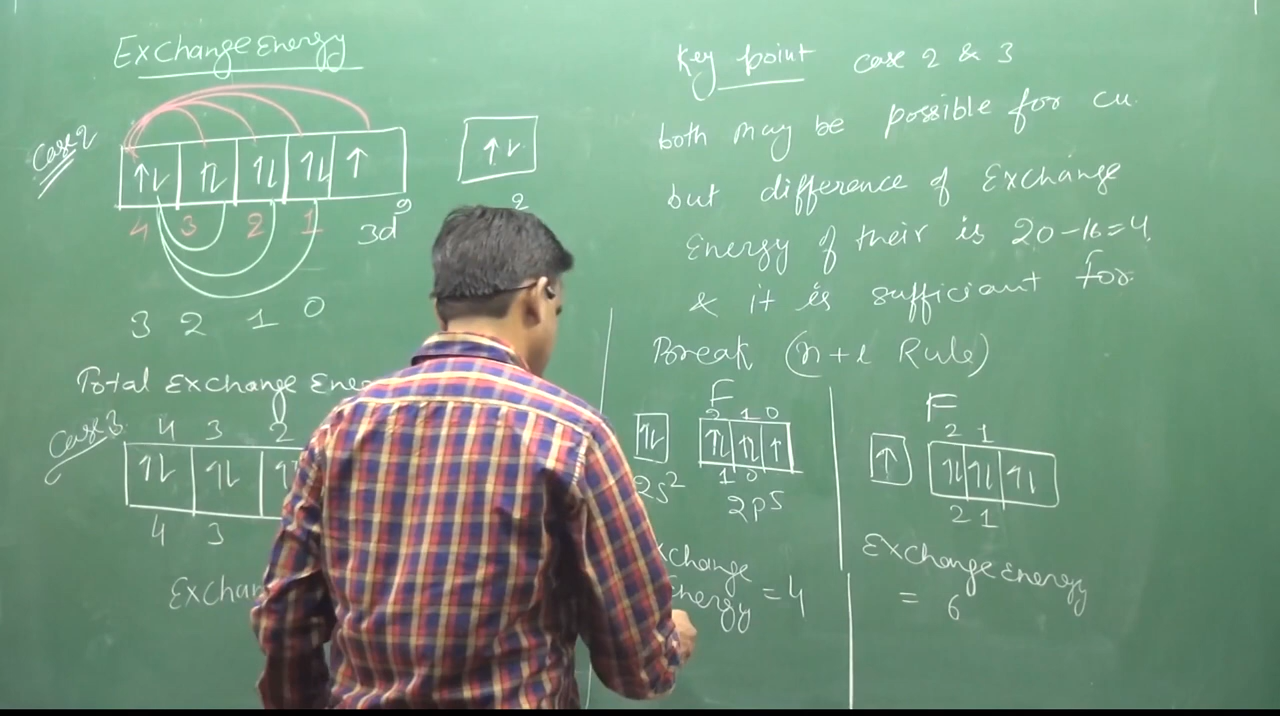 Exchange Energy
Case 2
↑↓ ↑↓ ↑↓ ↑↓ ↑
↑↓
4 3 2 1
3d9
2
3 2 1 0
Total Exchange Ene
Case 3
4 3 2
↑↓ ↑↓ ↑
4 3
Exchan
Key point case 2 & 3
both may be possible for cu.
but difference of Exchange
Energy of their is 20-16=4.
& it is sufficiant for
Break (n+l Rule)
F
2 1 0
↑↓ ↑↓ ↑↓ ↑
1 0
2s2 2p5
xchange
nergy = 4
F
2 1
↑ ↑↓ ↑↓ ↑↓
2 1
Exchange Energy
= 6